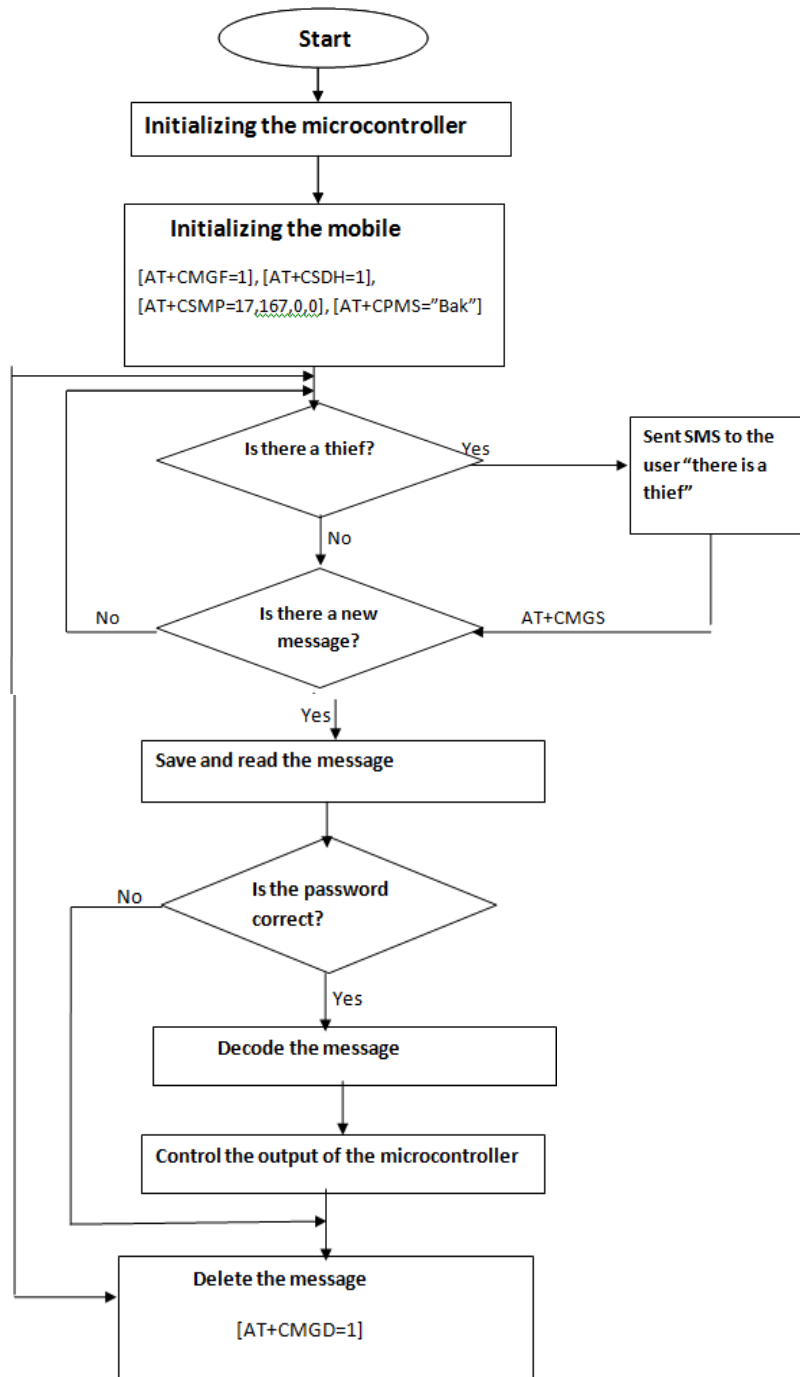 Start
Initializing the microcontroller
Initializing the mobile
[AT+CMGF=1], [AT+CSDH=1],
[AT+CSMP=17,167,0,0], [AT+CPMS=”Bak”]
Is there a thief?
Yes
Sent SMS to the
user “there is a
thief”
No
Is there a new
message?
No
AT+CMGS
Yes
Save and read the message
Is the password
correct?
No
Yes
Decode the message
Control the output of the microcontroller
Delete the message
[AT+CMGD=1]